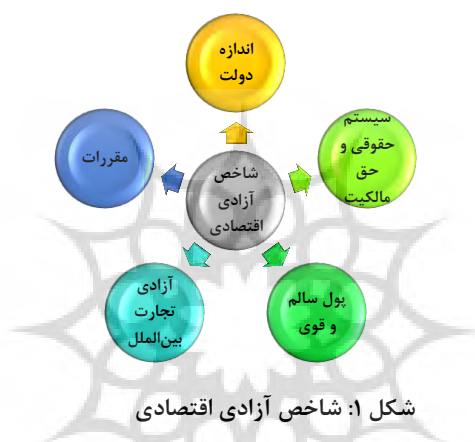 اندازه
دولت
سیستم
حقوقی و
حق
مالکیت
پول سالم
و قوی
آزادی
تجارت
بین‌الملل
مقررات
شاخص
آزادی
اقتصادی
شکل ۱: شاخص آزادی اقتصادی